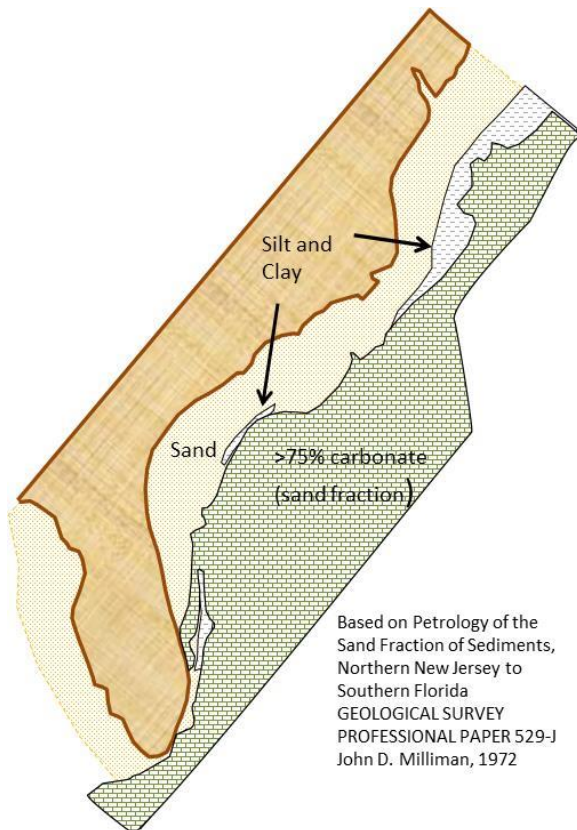 Silt and
Clay
Sand
>75% carbonate
(sand fraction)
Based on Petrology of the
Sand Fraction of Sediments,
Northern New Jersey to
Southern Florida
GEOLOGICAL SURVEY
PROFESSIONAL PAPER 529-J
John D. Milliman, 1972